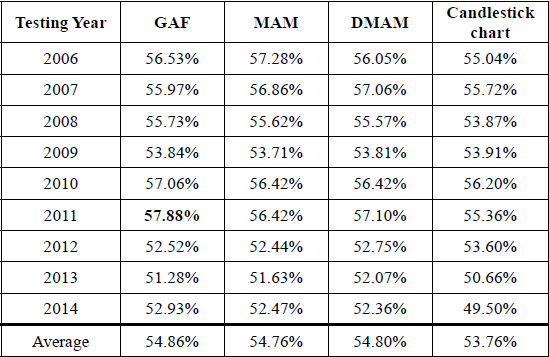 Testing Year GAF MAM DMAM Candlestick chart
2006 56.53% 57.28% 56.05% 55.04%
2007 55.97% 56.86% 57.06% 55.72%
2008 55.73% 55.62% 55.57% 53.87%
2009 53.84% 53.71% 53.81% 53.91%
2010 57.06% 56.42% 56.42% 56.20%
2011 57.88% 56.42% 57.10% 55.36%
2012 52.52% 52.44% 52.75% 53.60%
2013 51.28% 51.63% 52.07% 50.66%
2014 52.93% 52.47% 52.36% 49.50%
Average 54.86% 54.76% 54.80% 53.76%